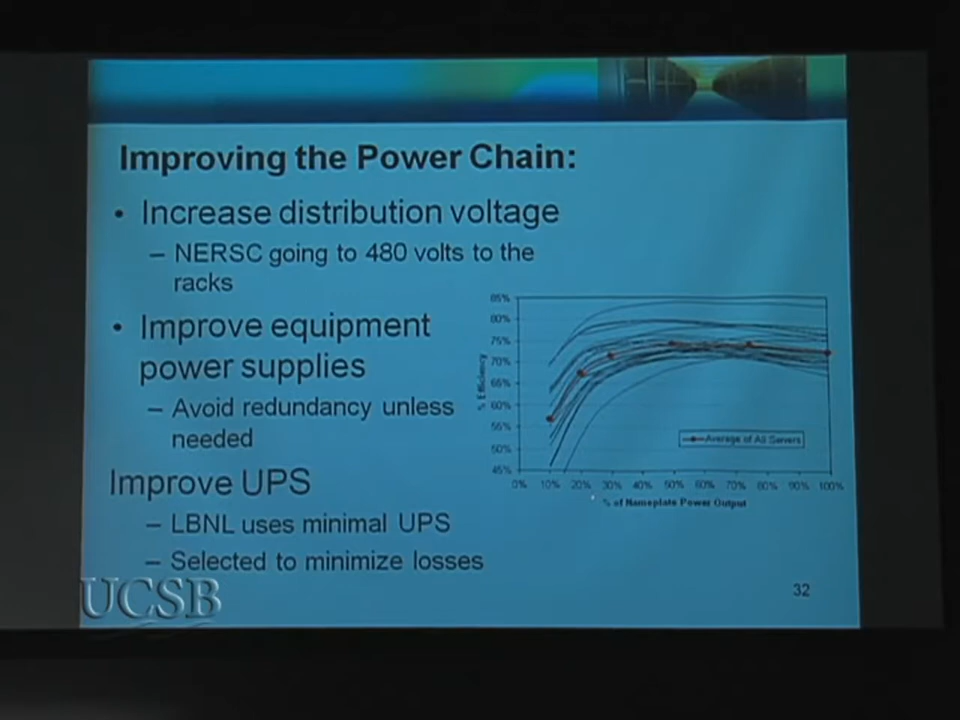 Improving the Power Chain:
• Increase distribution voltage
– NERSC going to 480 volts to the
racks
• Improve equipment
power supplies
– Avoid redundancy unless
needed
Improve UPS
– LBNL uses minimal UPS
– Selected to minimize losses
% Efficiency
85%
80%
75%
70%
65%
60%
55%
50%
45%
Average of All Servers
0% 10% 20% 30% 40% 50% 60% 70% 80% 90% 100%
% of Nameplate Power Output
32
UCSB